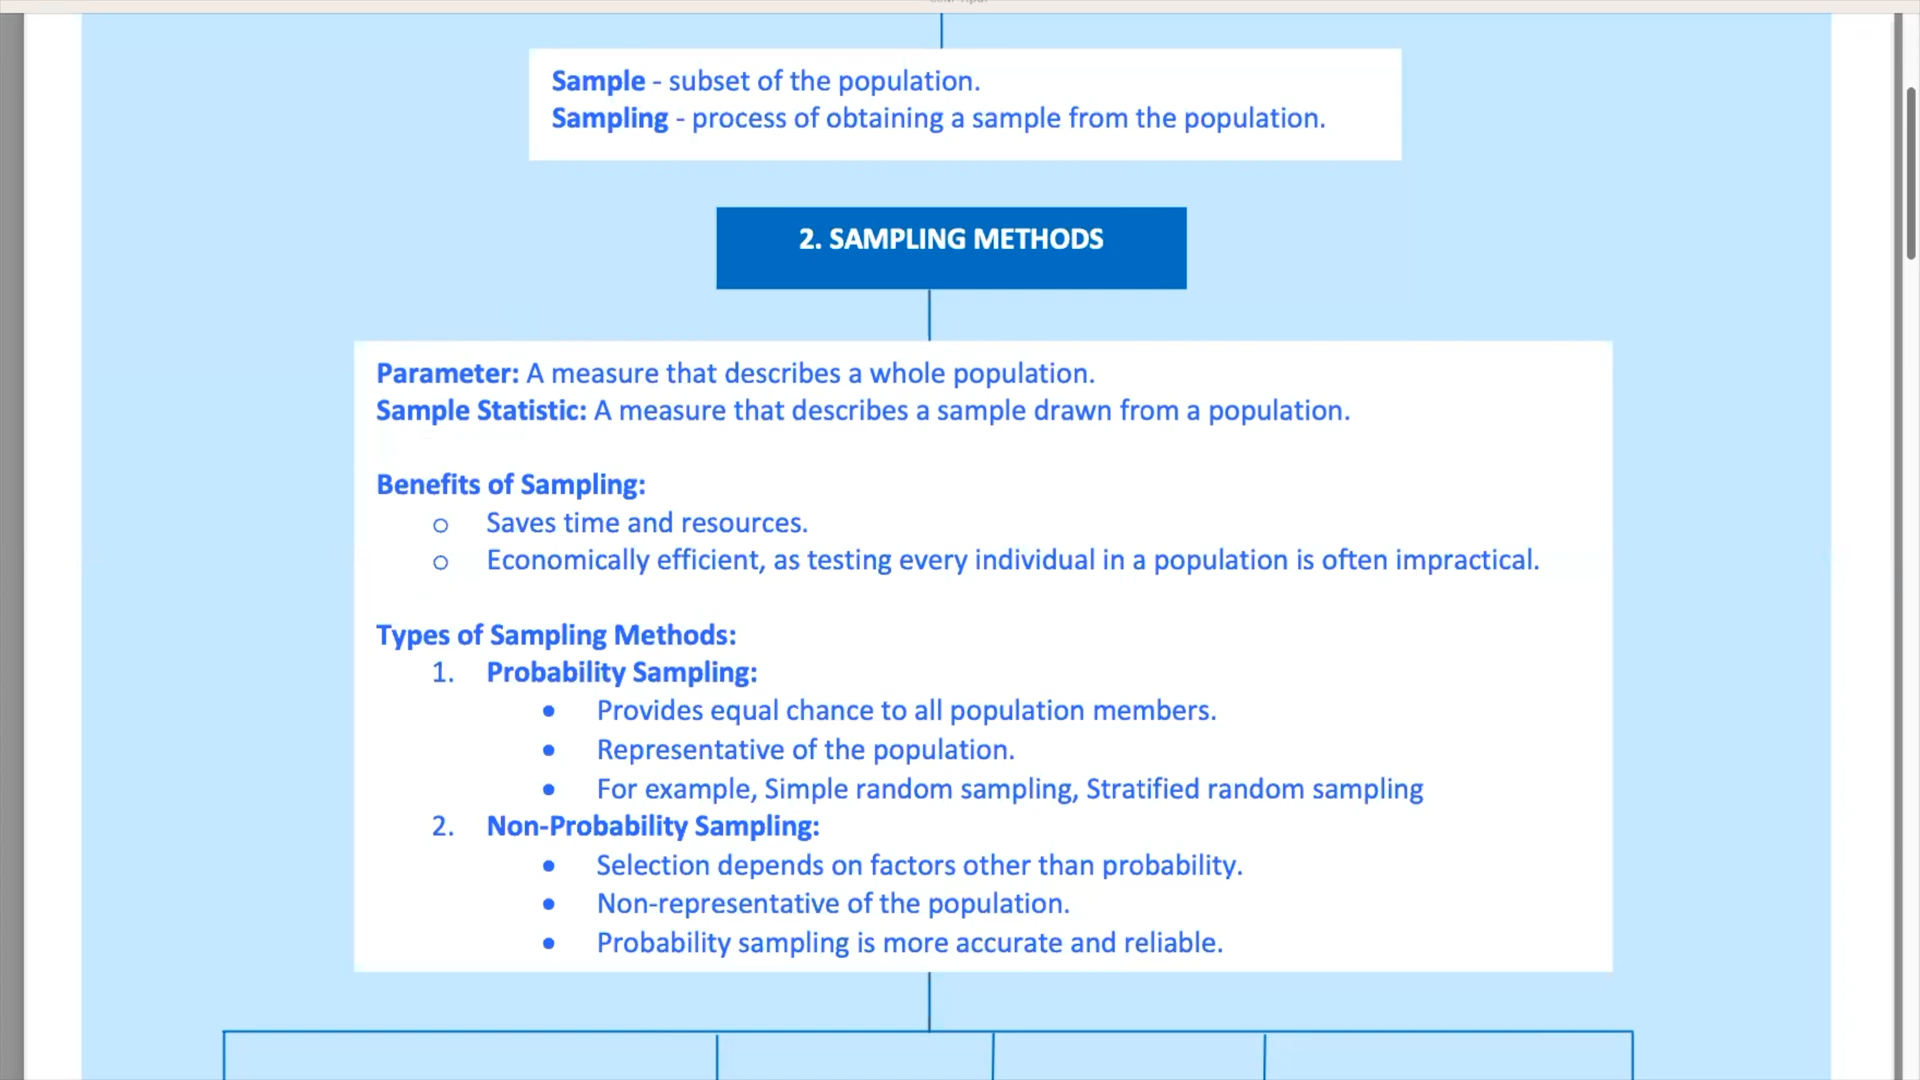 Sample - subset of the population.
Sampling - process of obtaining a sample from the population.
2. SAMPLING METHODS
Parameter: A measure that describes a whole population.
Sample Statistic: A measure that describes a sample drawn from a population.
Benefits of Sampling:
o Saves time and resources.
o Economically efficient, as testing every individual in a population is often impractical.
Types of Sampling Methods:
1. Probability Sampling:
• Provides equal chance to all population members.
• Representative of the population.
• For example, Simple random sampling, Stratified random sampling
2. Non-Probability Sampling:
• Selection depends on factors other than probability.
• Non-representative of the population.
• Probability sampling is more accurate and reliable.